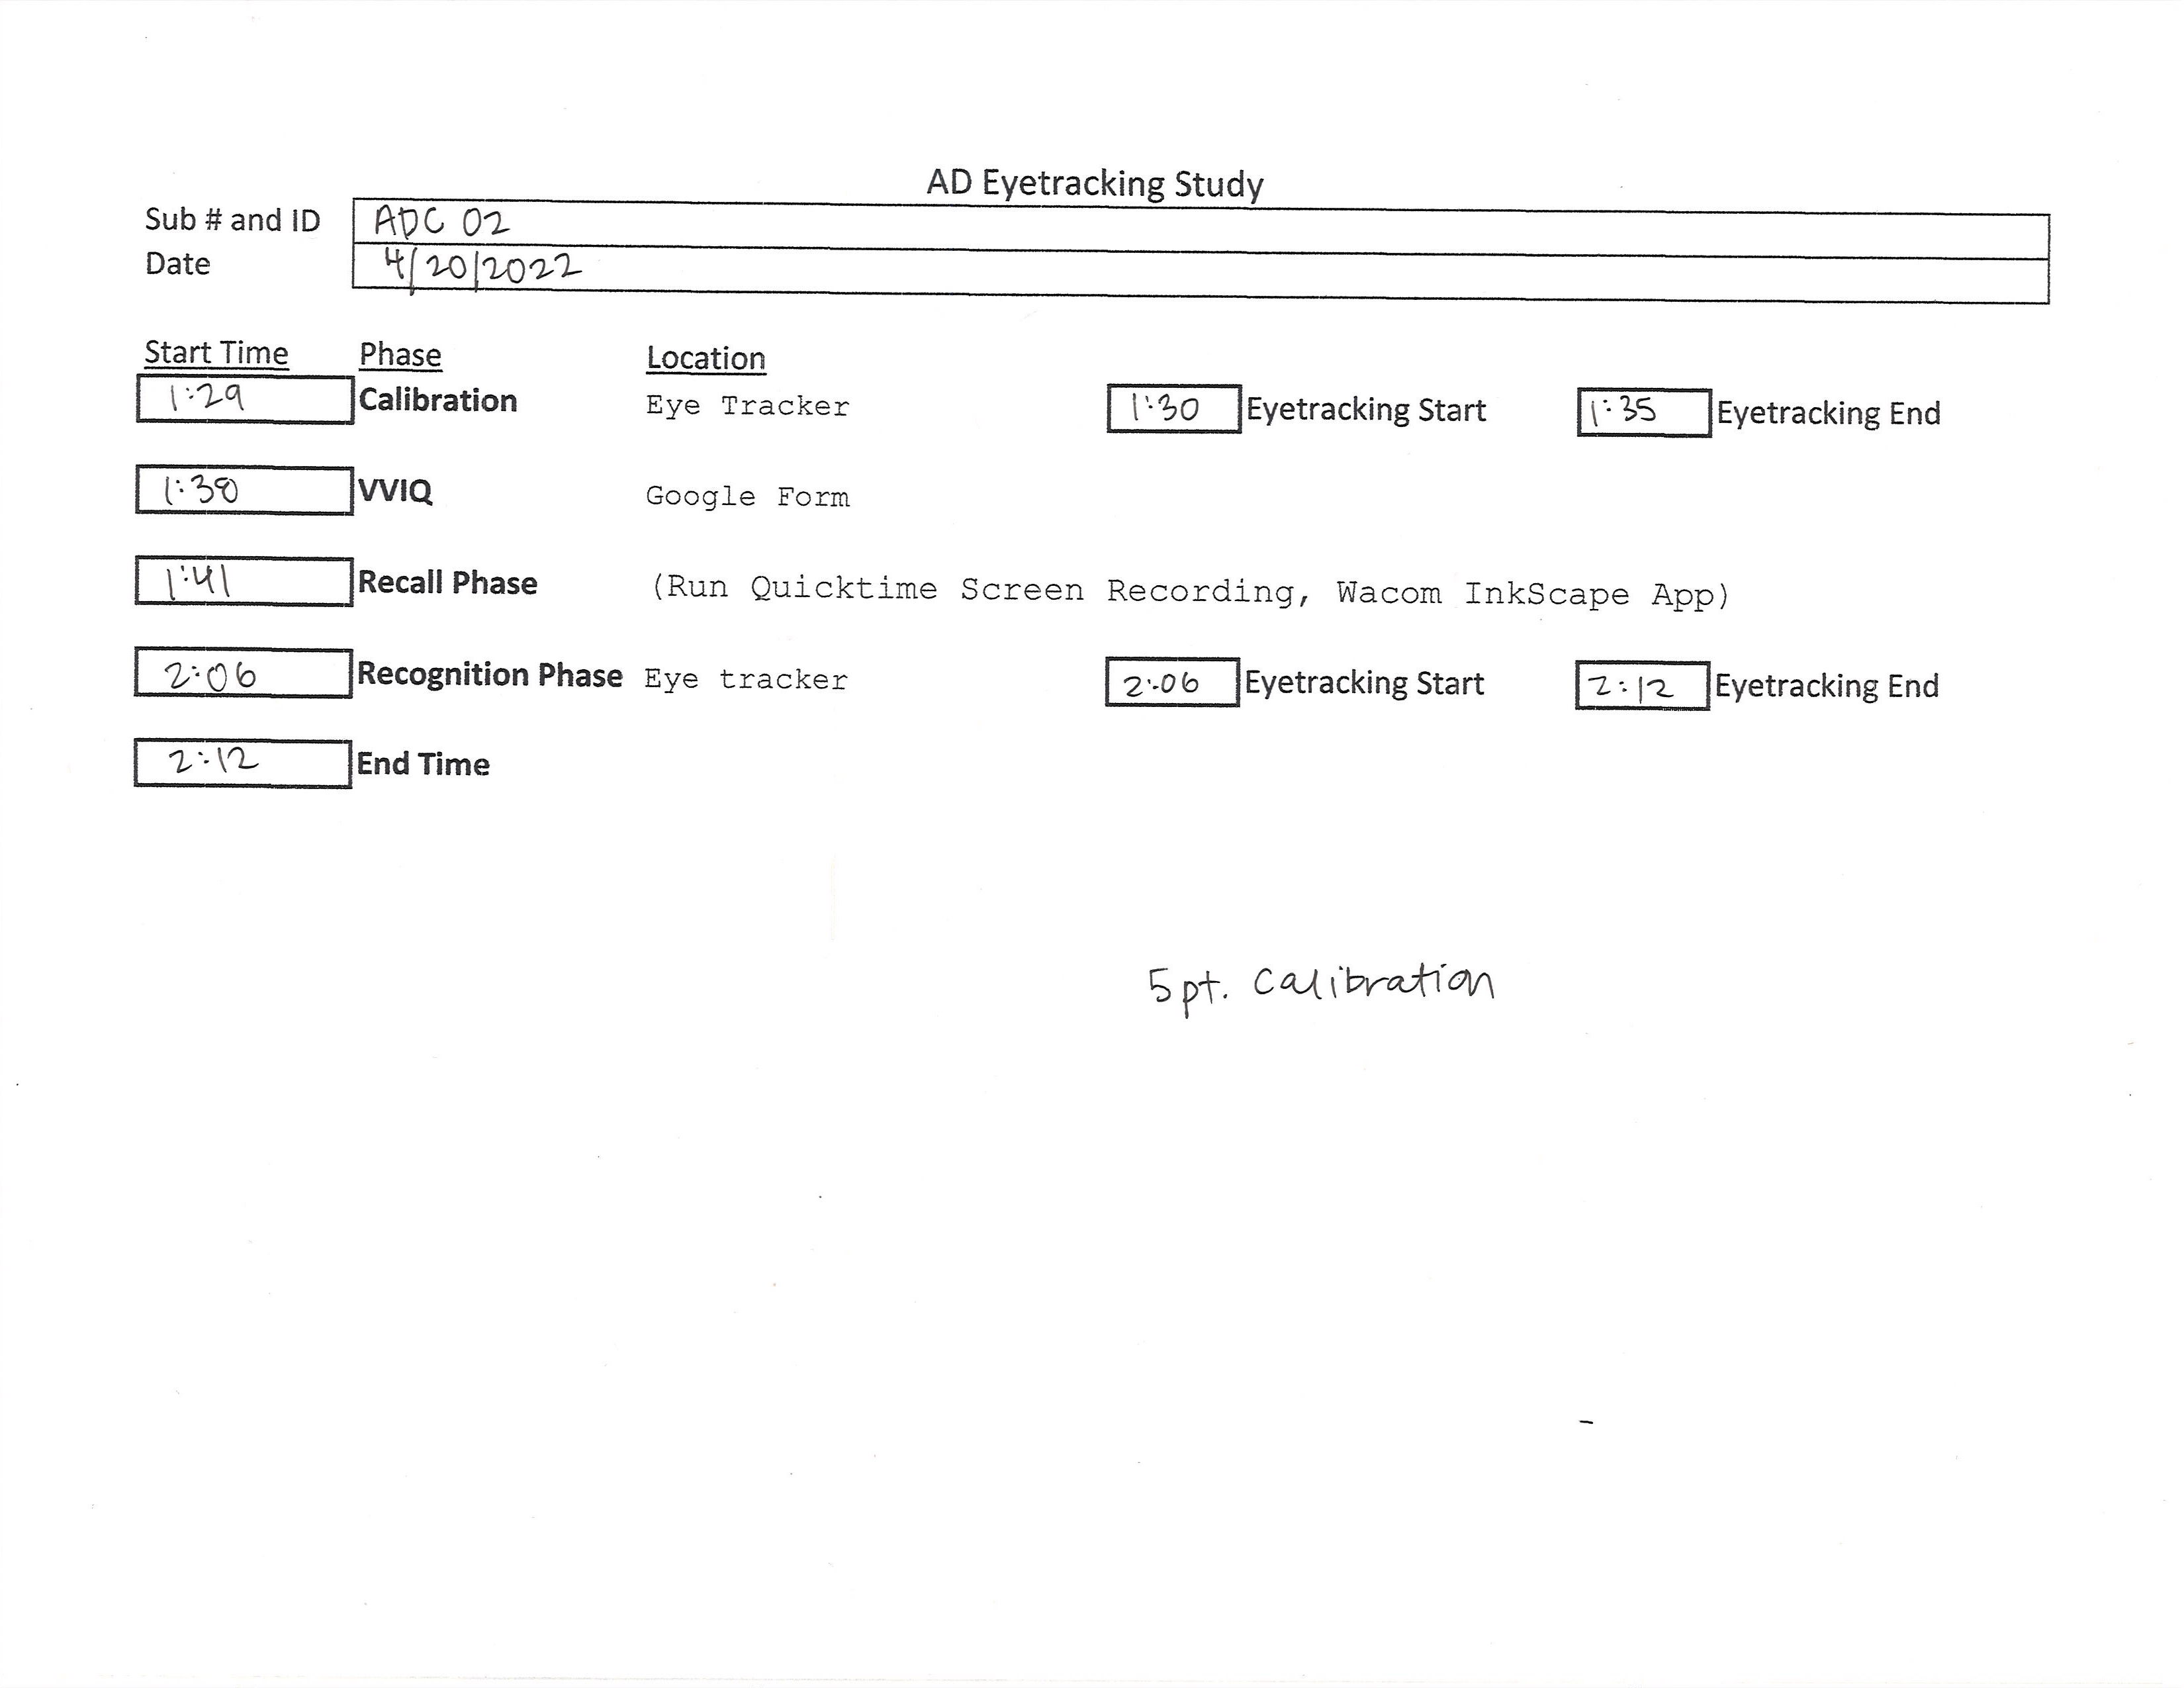 AD Eyetracking Study
Sub # and ID ADC 02
Date 4/20/2022
Start Time Phase Location
1:29 Calibration Eye Tracker 1:30 Eyetracking Start 1:35 Eyetracking End
VVIQ Google Form
1:41 Recall Phase (Run Quicktime Screen Recording, Wacom InkScape App)
2:06 Recognition Phase Eye tracker 2:06 Eyetracking Start 2:12 Eyetracking End
2:12 End Time
5pt. Calibration